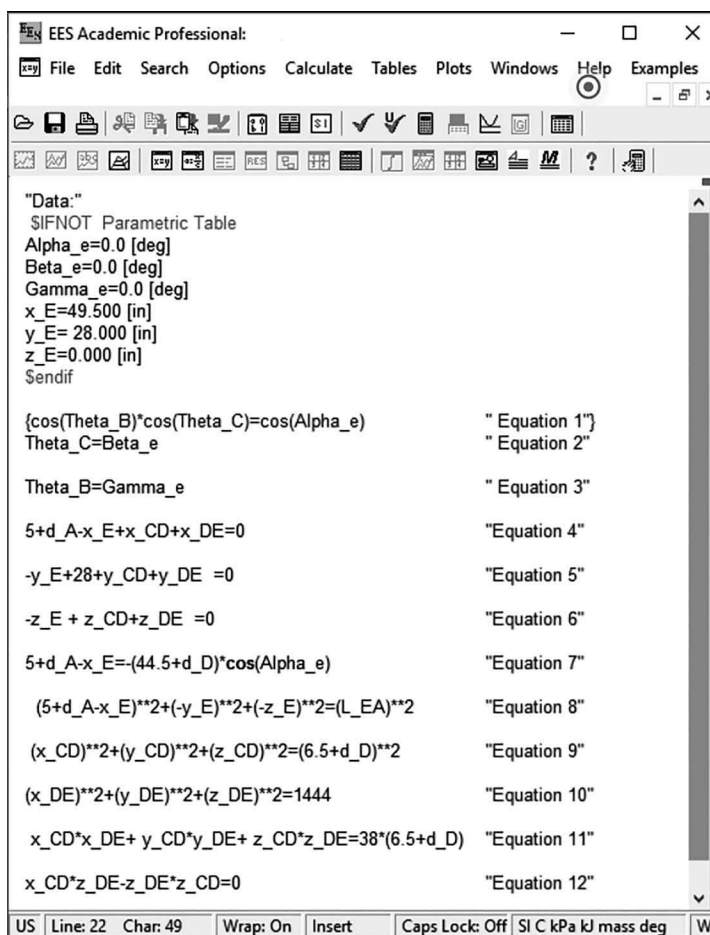 EES Academic Professional:
File Edit Search Options Calculate Tables Plots Windows Help Examples
"Data:"
$IFNOT Parametric Table
Alpha_e=0.0 [deg]
Beta_e=0.0 [deg]
Gamma_e=0.0 [deg]
x_E=49.500 [in]
y_E= 28.000 [in]
z_E=0.000 [in]
$endif
{cos(Theta_B)*cos(Theta_C)=cos(Alpha_e) " Equation 1"}
Theta_C=Beta_e " Equation 2"
Theta_B=Gamma_e " Equation 3"
5+d_A-x_E+x_CD+x_DE=0 "Equation 4"
-y_E+28+y_CD+y_DE =0 "Equation 5"
-z_E + z_CD+z_DE =0 "Equation 6"
5+d_A-x_E=-(44.5+d_D)*cos(Alpha_e) "Equation 7"
(5+d_A-x_E)**2+(-y_E)**2+(-z_E)**2=(L_EA)**2 "Equation 8"
(x_CD)**2+(y_CD)**2+(z_CD)**2=(6.5+d_D)**2 "Equation 9"
(x_DE)**2+(y_DE)**2+(z_DE)**2=1444 "Equation 10"
x_CD*x_DE+ y_CD*y_DE+ z_CD*z_DE=38*(6.5+d_D) "Equation 11"
x_CD*z_DE-z_DE*z_CD=0 "Equation 12"
US Line: 22 Char: 49 Wrap: On Insert Caps Lock: Off SI C kPa kJ mass deg W